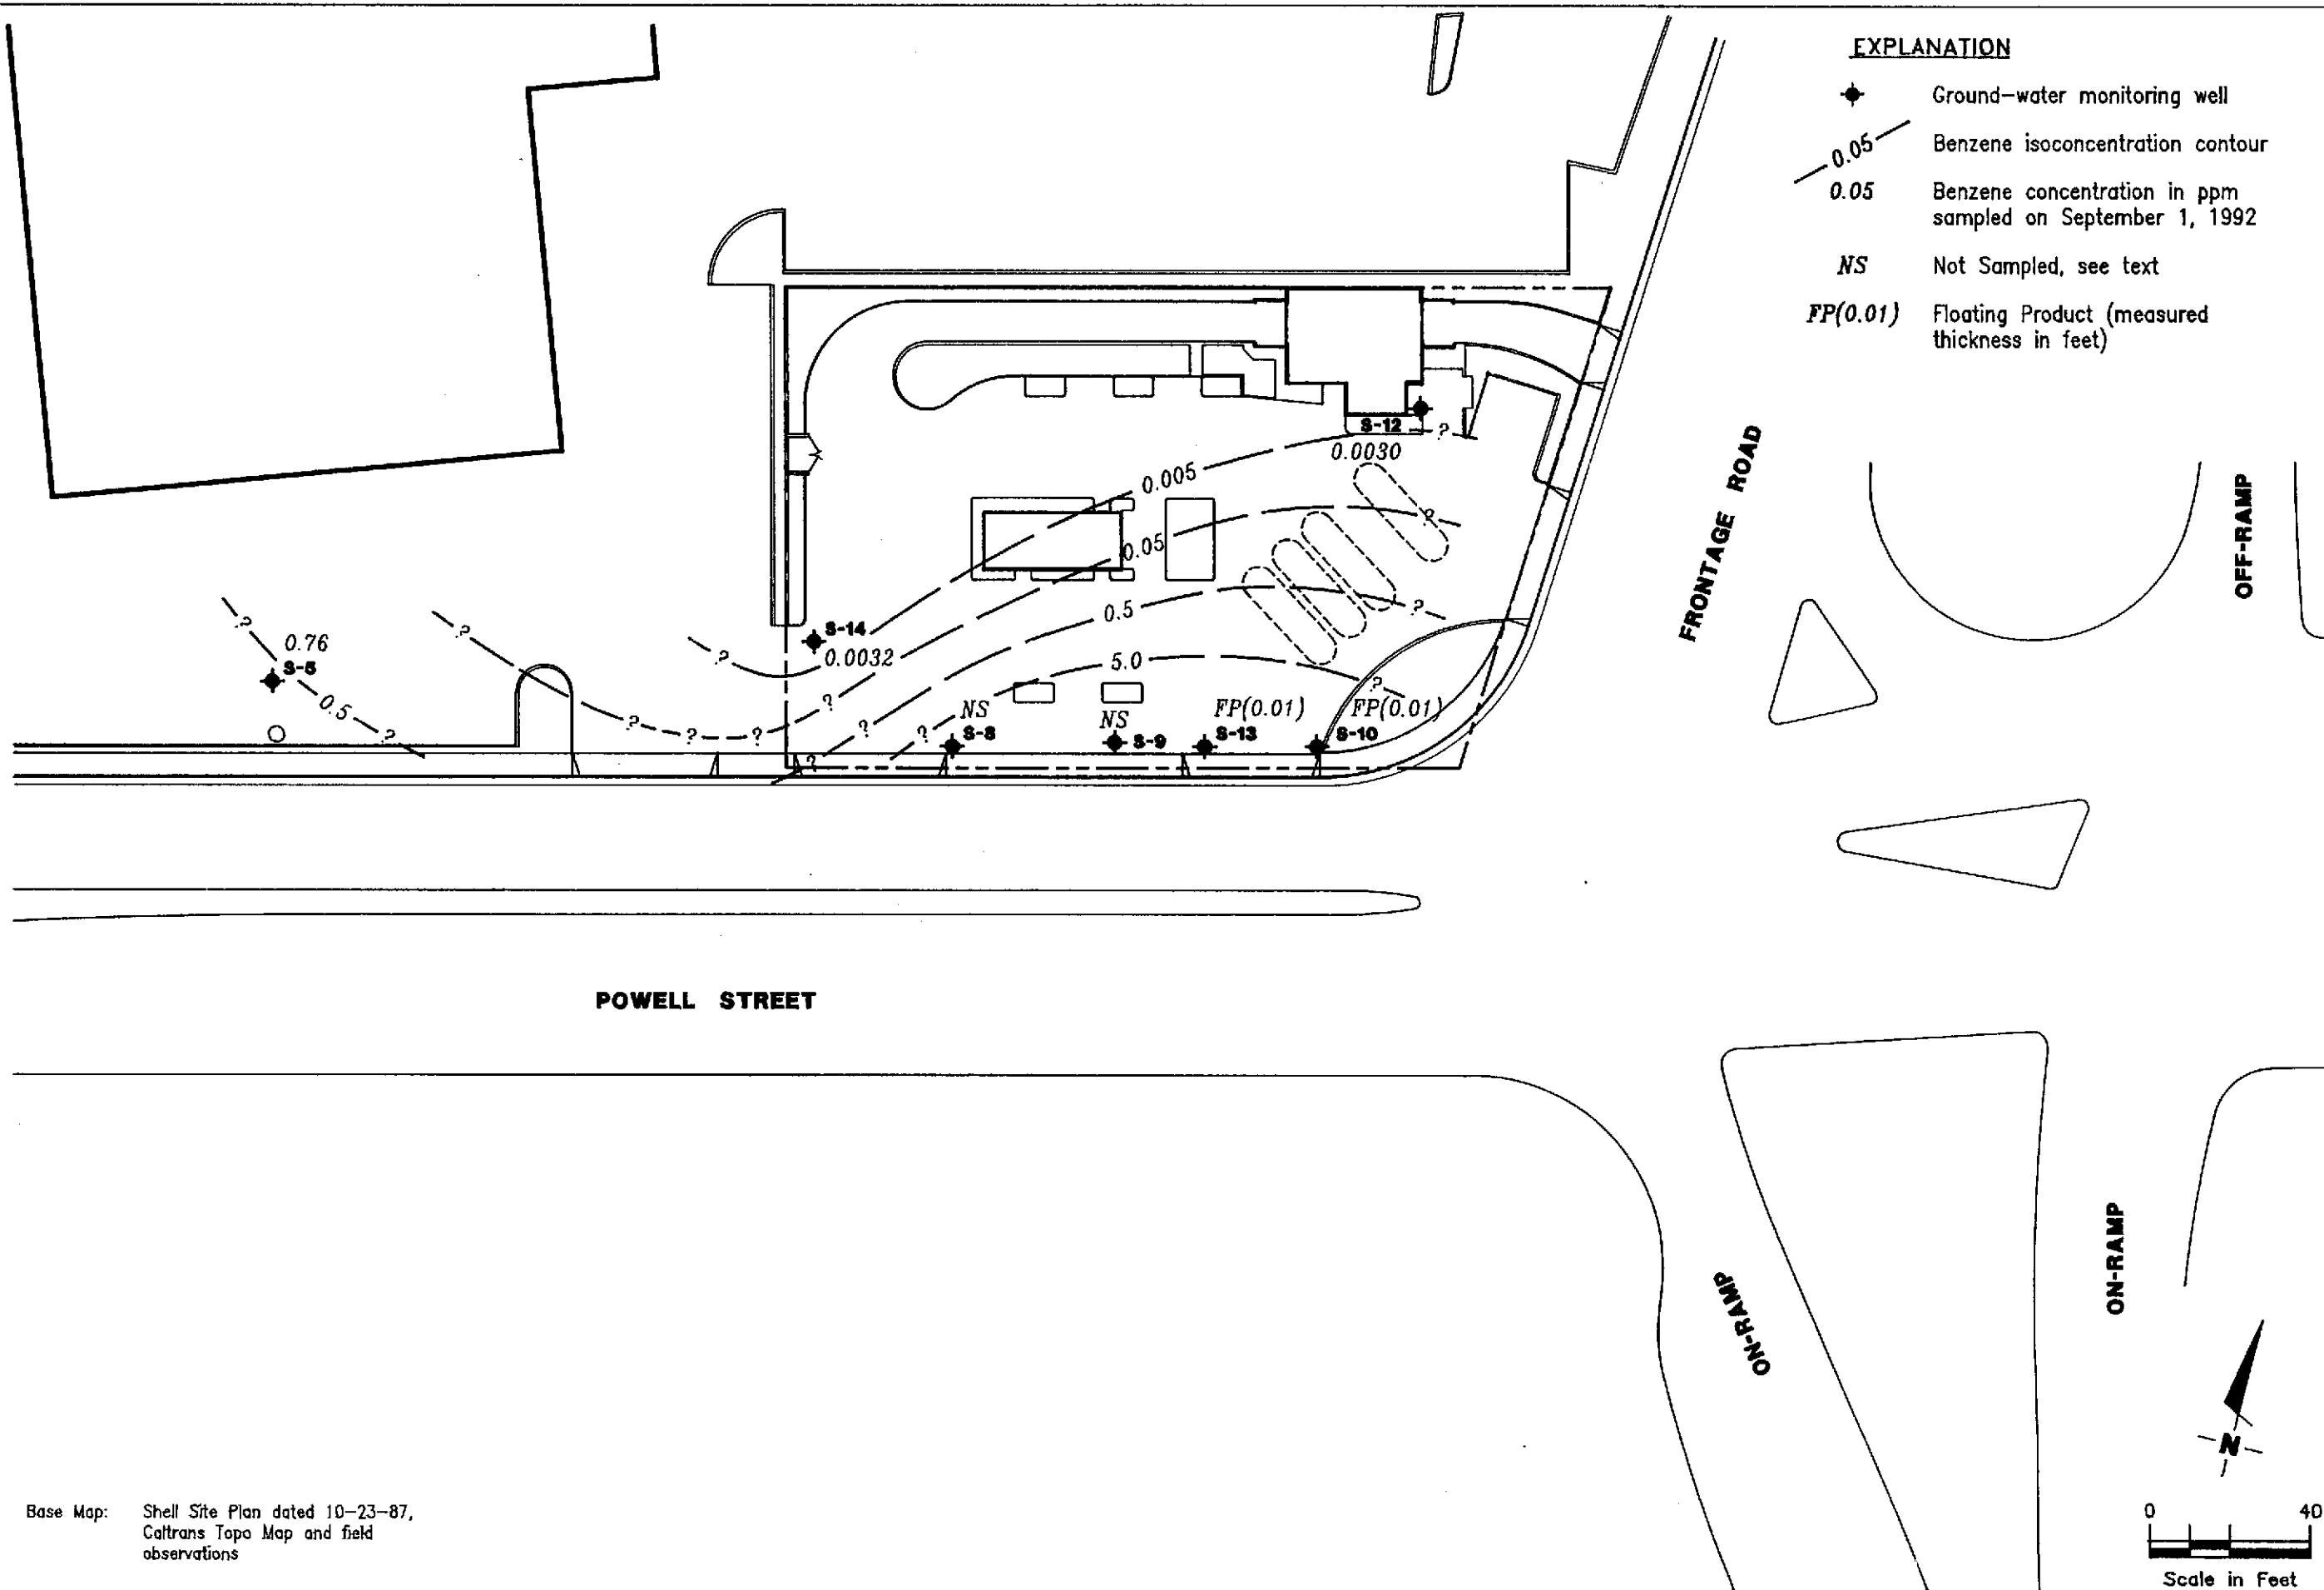 EXPLANATION
Ground-water monitoring well
0.05
Benzene isoconcentration contour
0.05
Benzene concentration in ppm
sampled on September 1, 1992
NS
Not Sampled, see text
FP(0.01)
Floating Product (measured
thickness in feet)
S-12
?
0.0030
0.005
?
0.05
0.5
?
S-14
0.0032
?
5.0
?
?
0.76
S-5
0.5
?
?
?
?
?
?
?
?
?
NS
S-8
NS
S-9
FP(0.01)
S-13
FP(0.01)
S-10
FRONTAGE ROAD
OFF-RAMP
POWELL STREET
ON-RAMP
ON-RAMP
N
0 40
Scale in Feet
Base Map: Shell Site Plan dated 10-23-87,
Caltrans Topo Map and field
observations